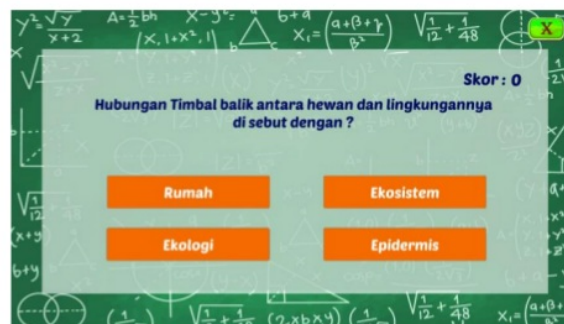 X
Skor : 0
Hubungan Timbal balik antara hewan dan lingkungannya
di sebut dengan ?
Rumah
Ekosistem
Ekologi
Epidermis